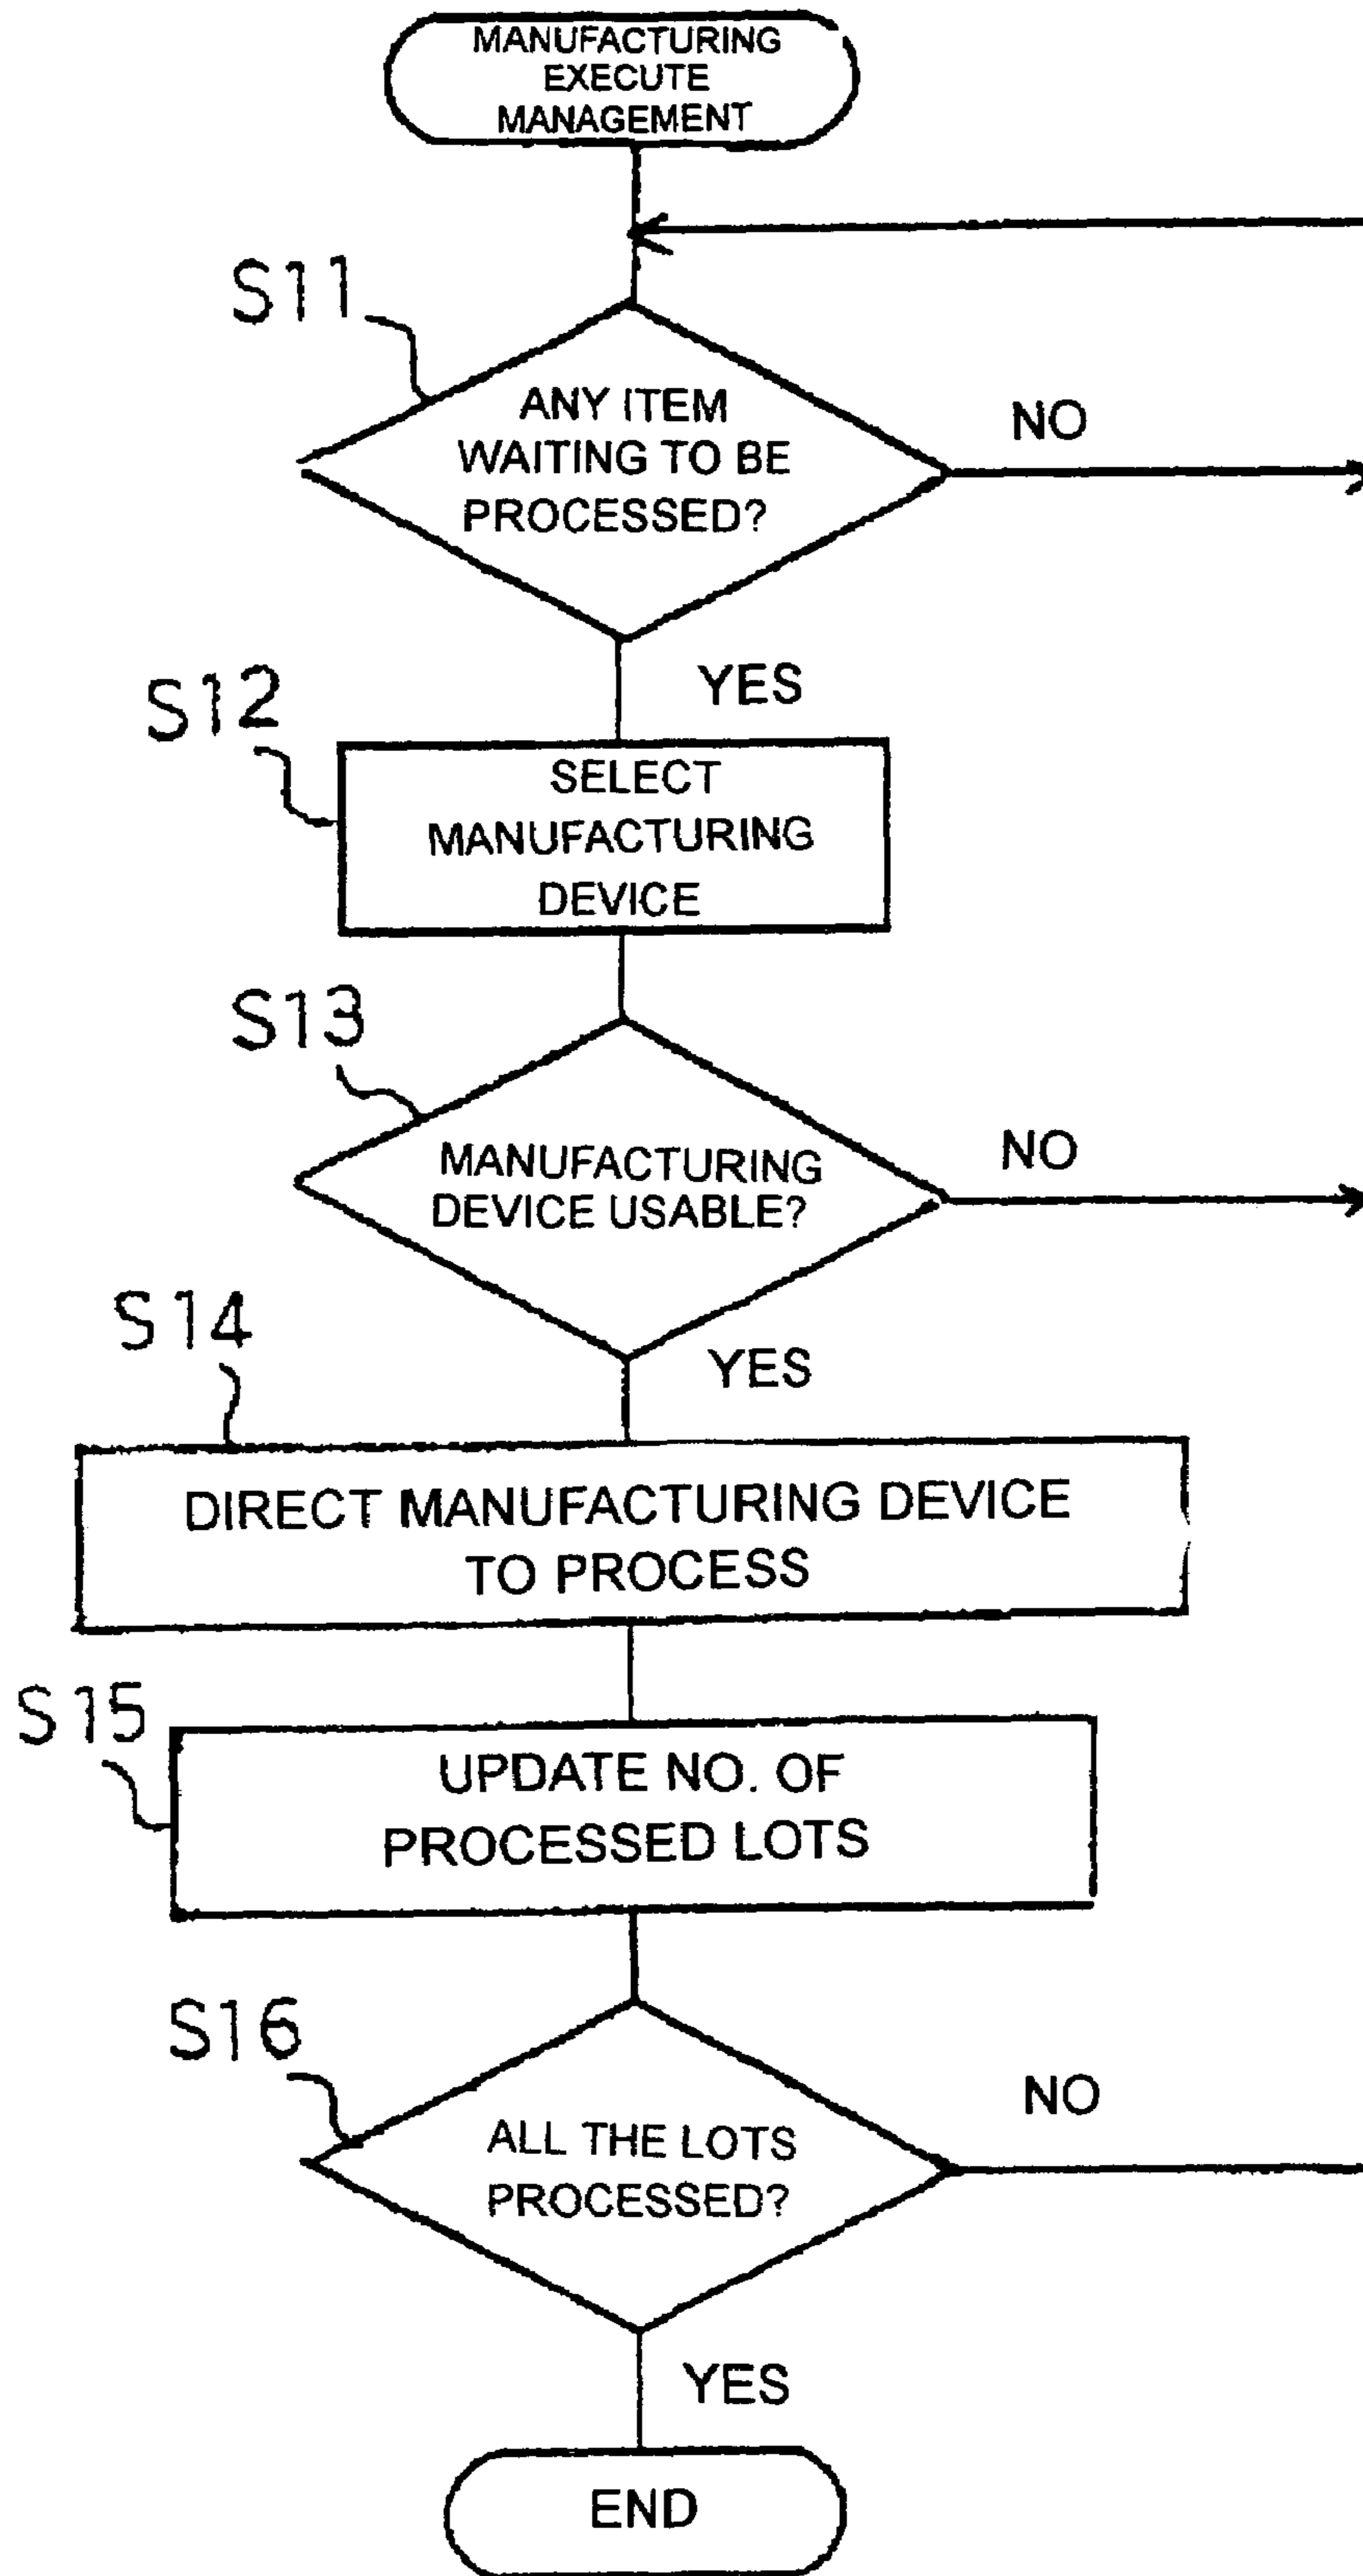 MANUFACTURING
EXECUTE
MANAGEMENT
S11
ANY ITEM
WAITING TO BE
PROCESSED?
NO
YES
S12
SELECT
MANUFACTURING
DEVICE
S13
MANUFACTURING
DEVICE USABLE?
NO
YES
S14
DIRECT MANUFACTURING DEVICE
TO PROCESS
S15
UPDATE NO. OF
PROCESSED LOTS
S16
ALL THE LOTS
PROCESSED?
NO
YES
END